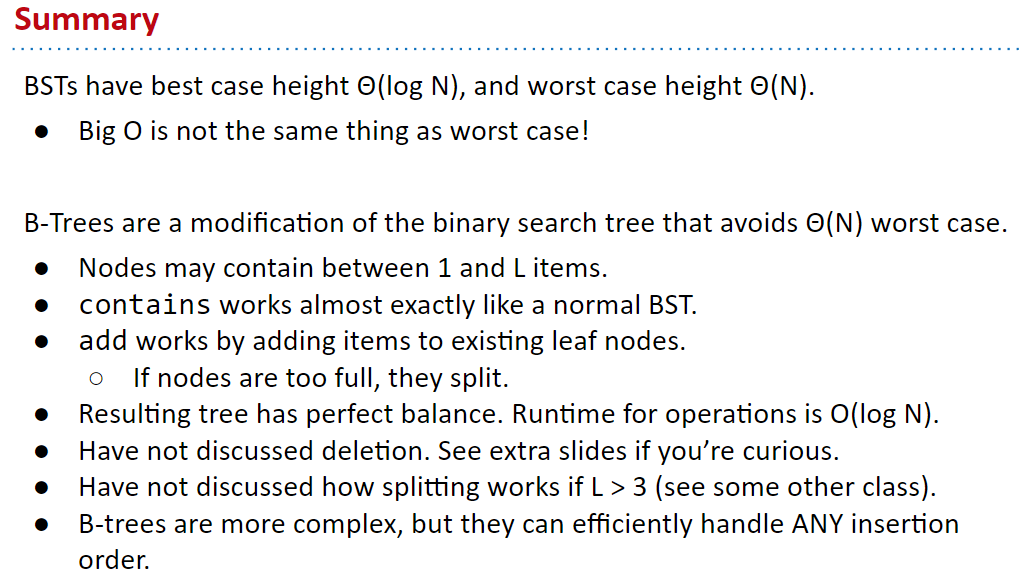 Summary
BSTs have best case height Θ(log N), and worst case height Θ(N).
● Big O is not the same thing as worst case!
B-Trees are a modification of the binary search tree that avoids Θ(N) worst case.
● Nodes may contain between 1 and L items.
● contains works almost exactly like a normal BST.
● add works by adding items to existing leaf nodes.
○ If nodes are too full, they split.
● Resulting tree has perfect balance. Runtime for operations is O(log N).
● Have not discussed deletion. See extra slides if you’re curious.
● Have not discussed how splitting works if L > 3 (see some other class).
● B-trees are more complex, but they can efficiently handle ANY insertion
order.